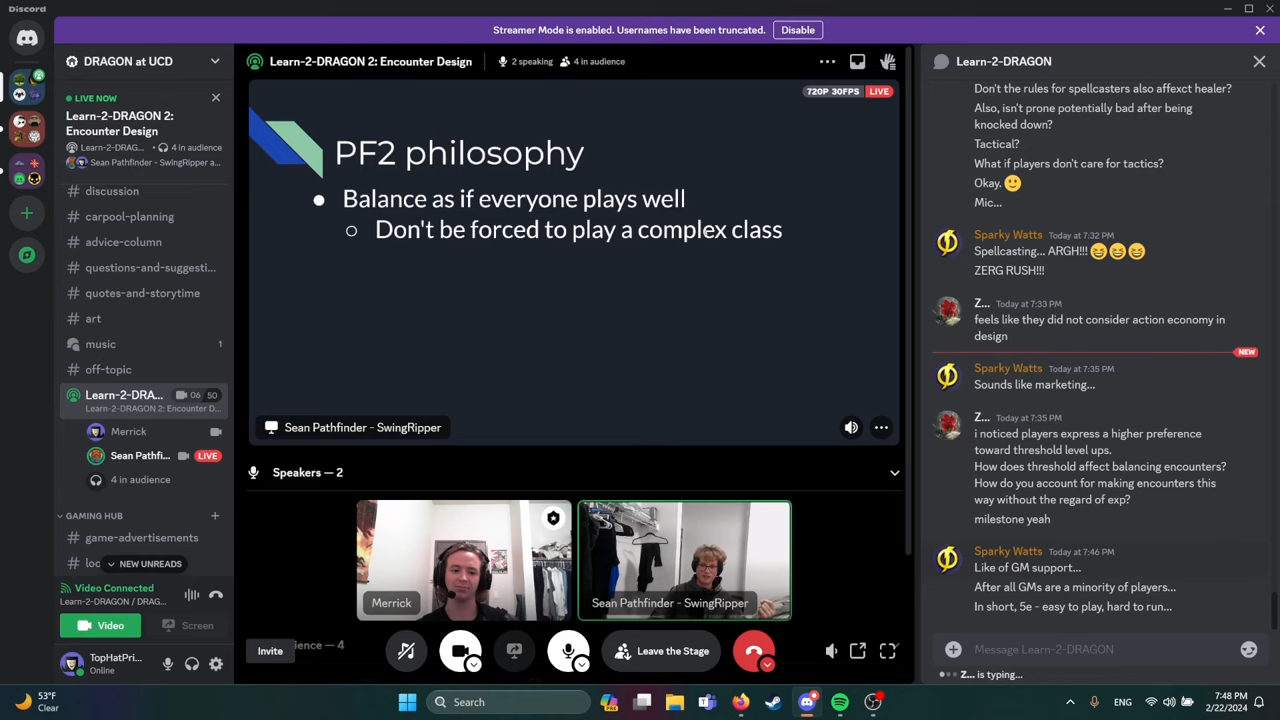 Discord
Streamer Mode is enabled. Usernames have been truncated.
Disable
DRAGON at UCD
LIVE NOW
Learn-2-DRAGON 2:
Encounter Design
Learn-2-DRAG...
4 in audience
Sean Pathfinder - SwingRipper a
discussion
carpool-planning
advice-column
questions-and-suggesti...
quotes-and-storytime
art
music
1
off-topic
Learn-2-DRA...
06 50
Learn-2-DRAGON 2: Encounter D...
Merrick
Sean Pathfi...
LIVE
4 in audience
GAMING HUB
game-advertisements
loc
NEW UNREADS
Video Connected
Learn-2-DRAGON / DRAG...
Video
Screen
TopHatPri...
Online
Learn-2-DRAGON 2: Encounter Design
2 speaking
4 in audience
720P 30FPS
LIVE
PF2 philosophy
Balance as if everyone plays well
Don't be forced to play a complex class
Sean Pathfinder - SwingRipper
Speakers — 2
Merrick
Sean Pathfinder - SwingRipper
Invite
dience — 4
Leave the Stage
Learn-2-DRAGON
Don't the rules for spellcasters also affexct healer?
Also, isn't prone potentially bad after being
knocked down?
Tactical?
What if players don't care for tactics?
Okay. 🙂
Mic...
Sparky Watts Today at 7:32 PM
Spellcasting... ARGH!!! 😆😆😆
ZERG RUSH!!!
Z... Today at 7:33 PM
feels like they did not consider action economy in
design
NEW
Sparky Watts Today at 7:35 PM
Sounds like marketing...
Z... Today at 7:35 PM
i noticed players express a higher preference
toward threshold level ups.
How does threshold affect balancing encounters?
How do you account for making encounters this
way without the regard of exp?
milestone yeah
Sparky Watts Today at 7:46 PM
Like of GM support...
After all GMs are a minority of players...
In short, 5e - easy to play, hard to run...
Message Learn-2-DRAGON
Z... is typing...
53°F
Clear
Search
PRE
ENG
7:48 PM
2/22/2024